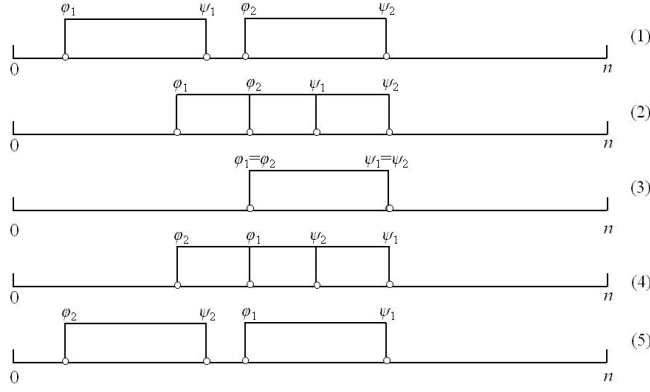 φ₁ ψ₁ φ₂ ψ₂
(1)
0 n
φ₁ φ₂ ψ₁ ψ₂
(2)
0 n
φ₁=φ₂ ψ₁=ψ₂
(3)
0 n
φ₂ φ₁ ψ₂ ψ₁
(4)
0 n
φ₂ ψ₂ φ₁ ψ₁
(5)
0 n